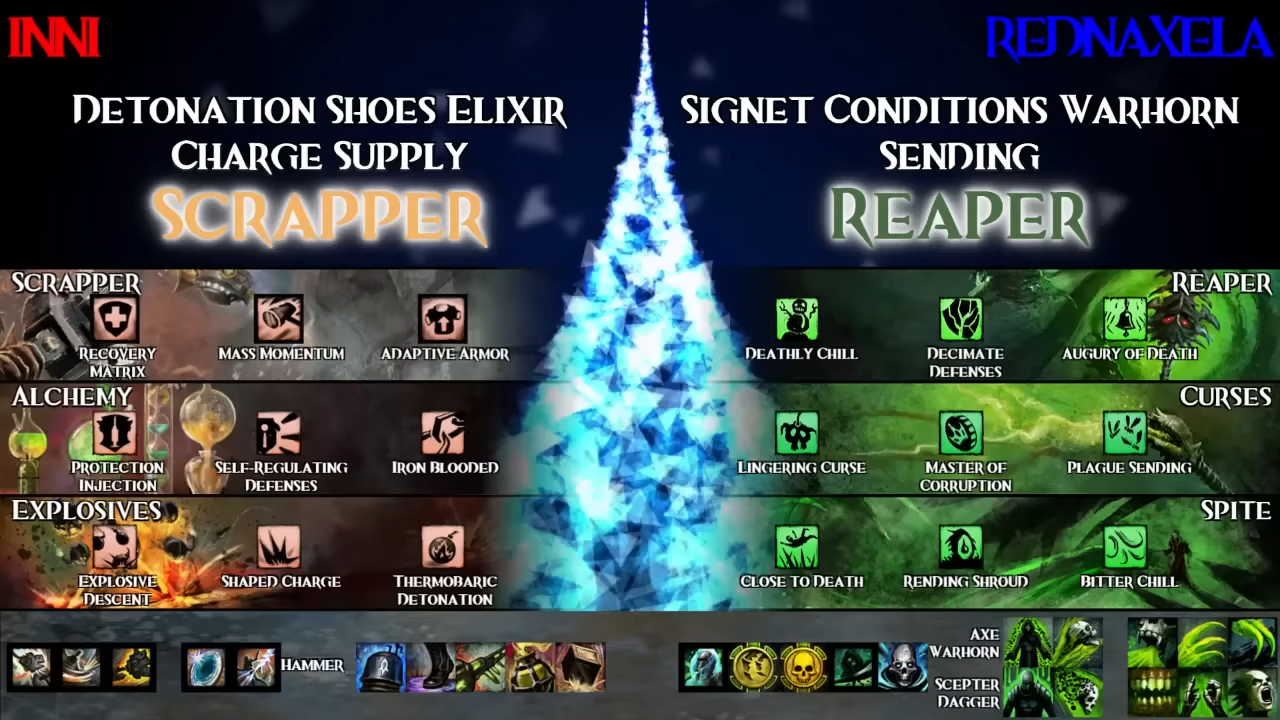 INNI
REDNAXELA
DETONATION SHOES ELIXIR
CHARGE SUPPLY
SCRAPPER
SIGNET CONDITIONS WARHORN
SENDING
REAPER
SCRAPPER
RECOVERY
MATRIX
MASS MOMENTUM
ADAPTIVE ARMOR
ALCHEMY
PROTECTION
INJECTION
SELF-REGULATING
DEFENSES
IRON BLOODED
EXPLOSIVES
EXPLOSIVE
DESCENT
SHAPED CHARGE
THERMOBARIC
DETONATION
HAMMER
REAPER
DEATHLY CHILL
DECIMATE
DEFENSES
AUGURY OF DEATH
CURSES
LINGERING CURSE
MASTER OF
CORRUPTION
PLAGUE SENDING
SPITE
CLOSE TO DEATH
RENDING SHROUD
BITTER CHILL
AXE
WARHORN
SCEPTER
DAGGER